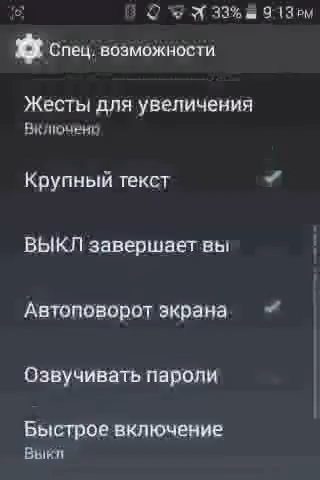 33% 9:13 PM
Спец. возможности
Жесты для увеличения
Включено
Крупный текст
ВЫКЛ завершает вы
Автоповорот экрана
Озвучивать пароли
Быстрое включение
Выкл